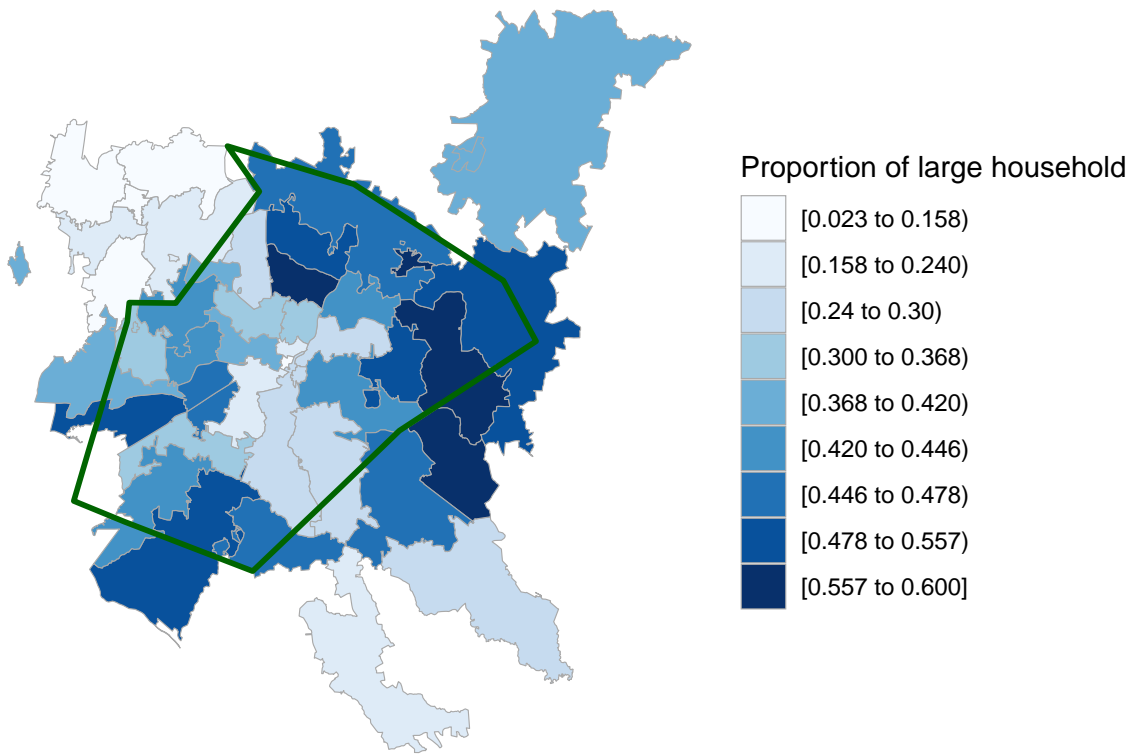 Proportion of large household
[0.023 to 0.158)
[0.158 to 0.240)
[0.24 to 0.30)
[0.300 to 0.368)
[0.368 to 0.420)
[0.420 to 0.446)
[0.446 to 0.478)
[0.478 to 0.557)
[0.557 to 0.600]